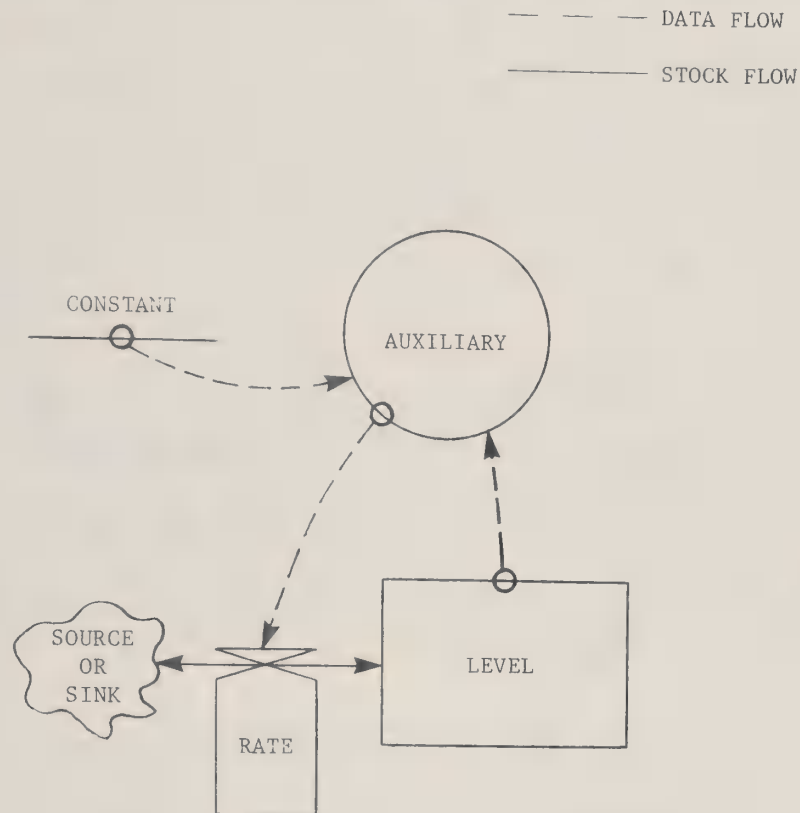 DATA FLOW
STOCK FLOW
CONSTANT
AUXILIARY
SOURCE
OR
SINK
LEVEL
RATE